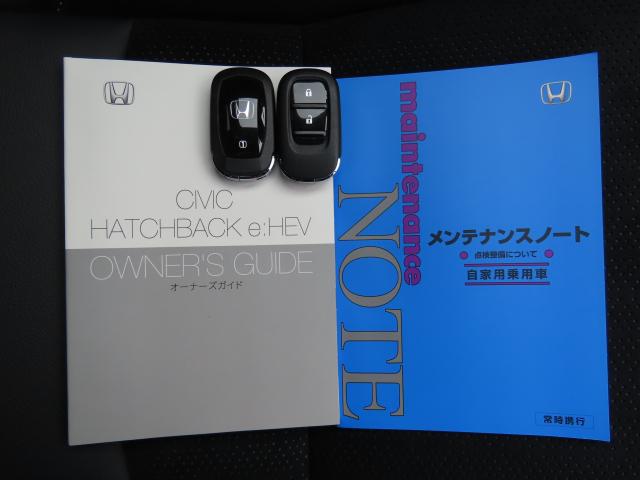 CIVIC
HATCHBACK e:HEV
OWNER'S GUIDE
オーナーズガイド
maintenance
NOTE
メンテナンスノート
点検整備について
自家用乗用車
常時携行